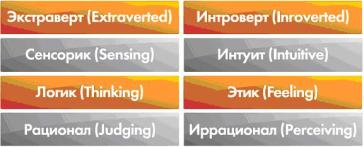 Экстраверт (Extraverted) Интроверт (Inroverted)
Сенсорик (Sensing) Интуит (Intuitive)
Логик (Thinking) Этик (Feeling)
Рационал (Judging) Иррационал (Perceiving)